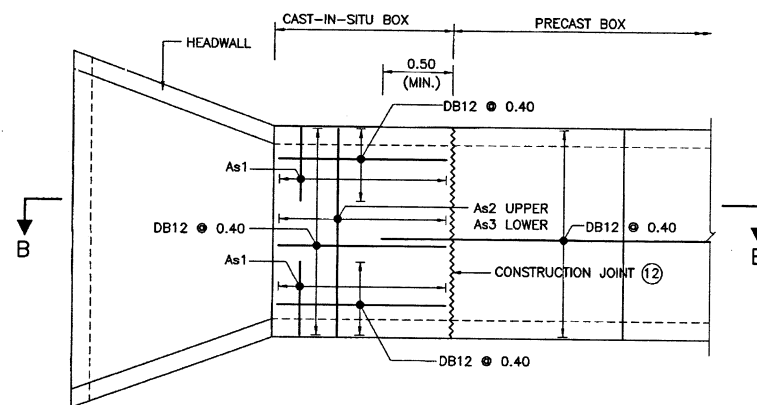 CAST-IN-SITU BOX
PRECAST BOX
HEADWALL
0.50
(MIN.)
DB12 @ 0.40
As1
As2 UPPER
As3 LOWER
DB12 @ 0.40
DB12 @ 0.40
B
As1
CONSTRUCTION JOINT 12
DB12 @ 0.40